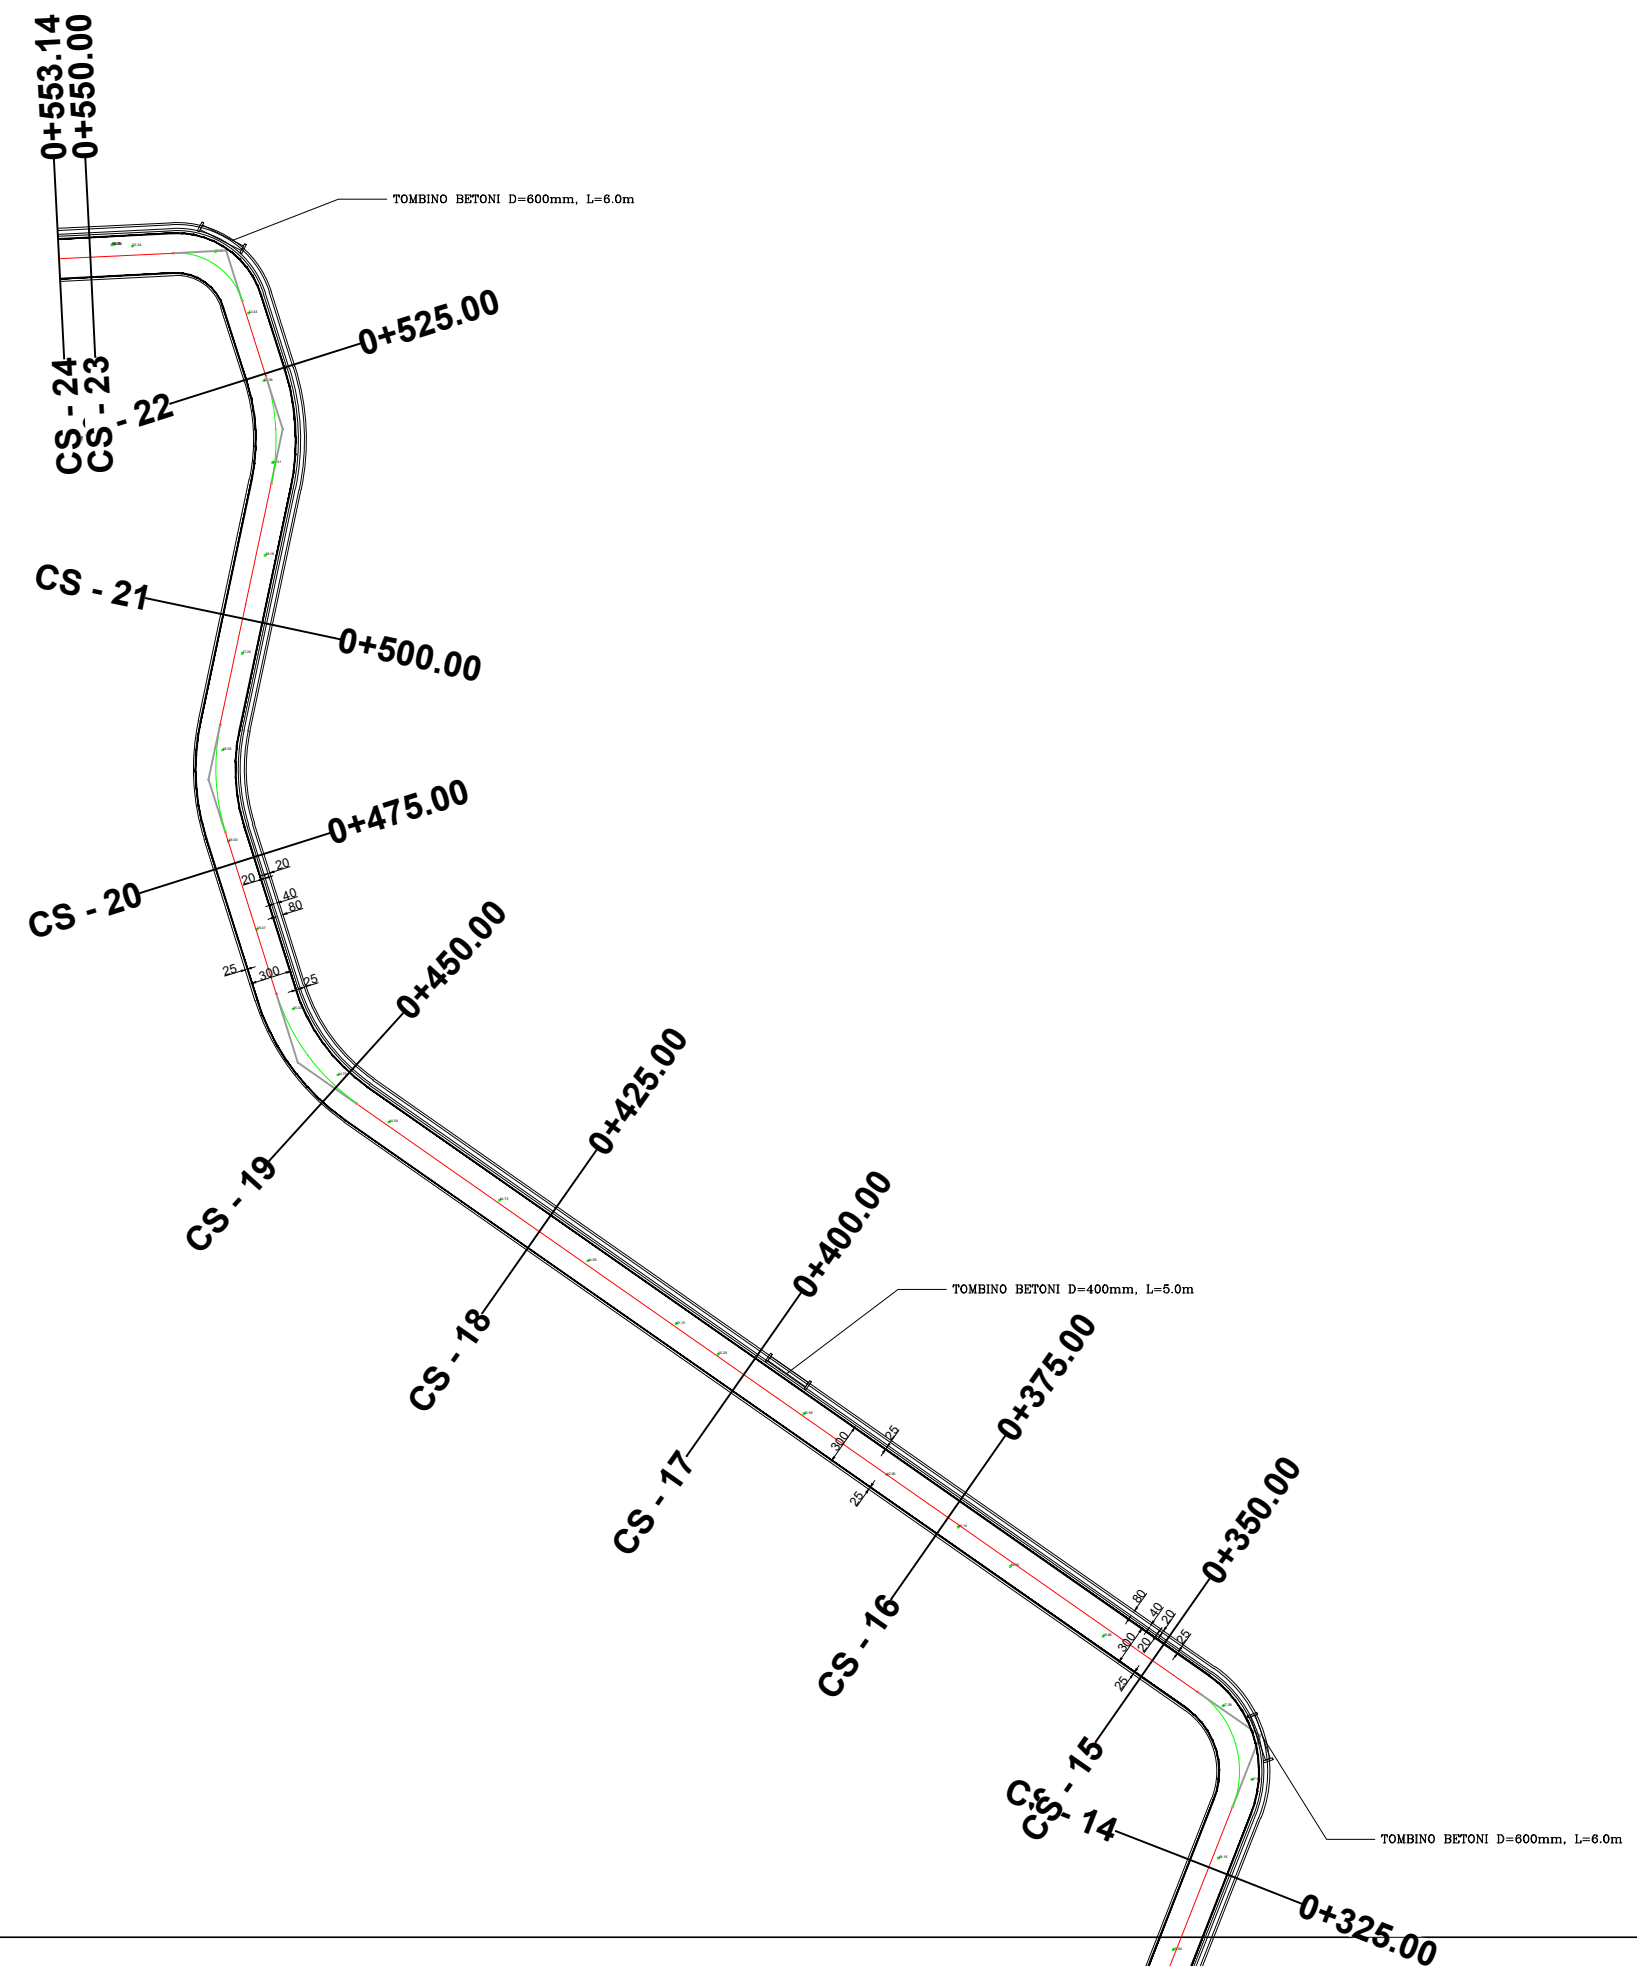 0+553.14
0+550.00
TOMBINO BETONI D=600mm, L=6.0m
0+525.00
CS - 24
CS - 23
CS - 22
CS - 21
0+500.00
0+475.00
CS - 20
20
20
40
80
25
300
25
0+450.00
CS - 19
0+425.00
CS - 18
0+400.00
TOMBINO BETONI D=400mm, L=5.0m
CS - 17
300
25
25
0+375.00
CS - 16
0+350.00
80
40
20
300
20
25
25
CS - 15
CS - 14
TOMBINO BETONI D=600mm, L=6.0m
0+325.00